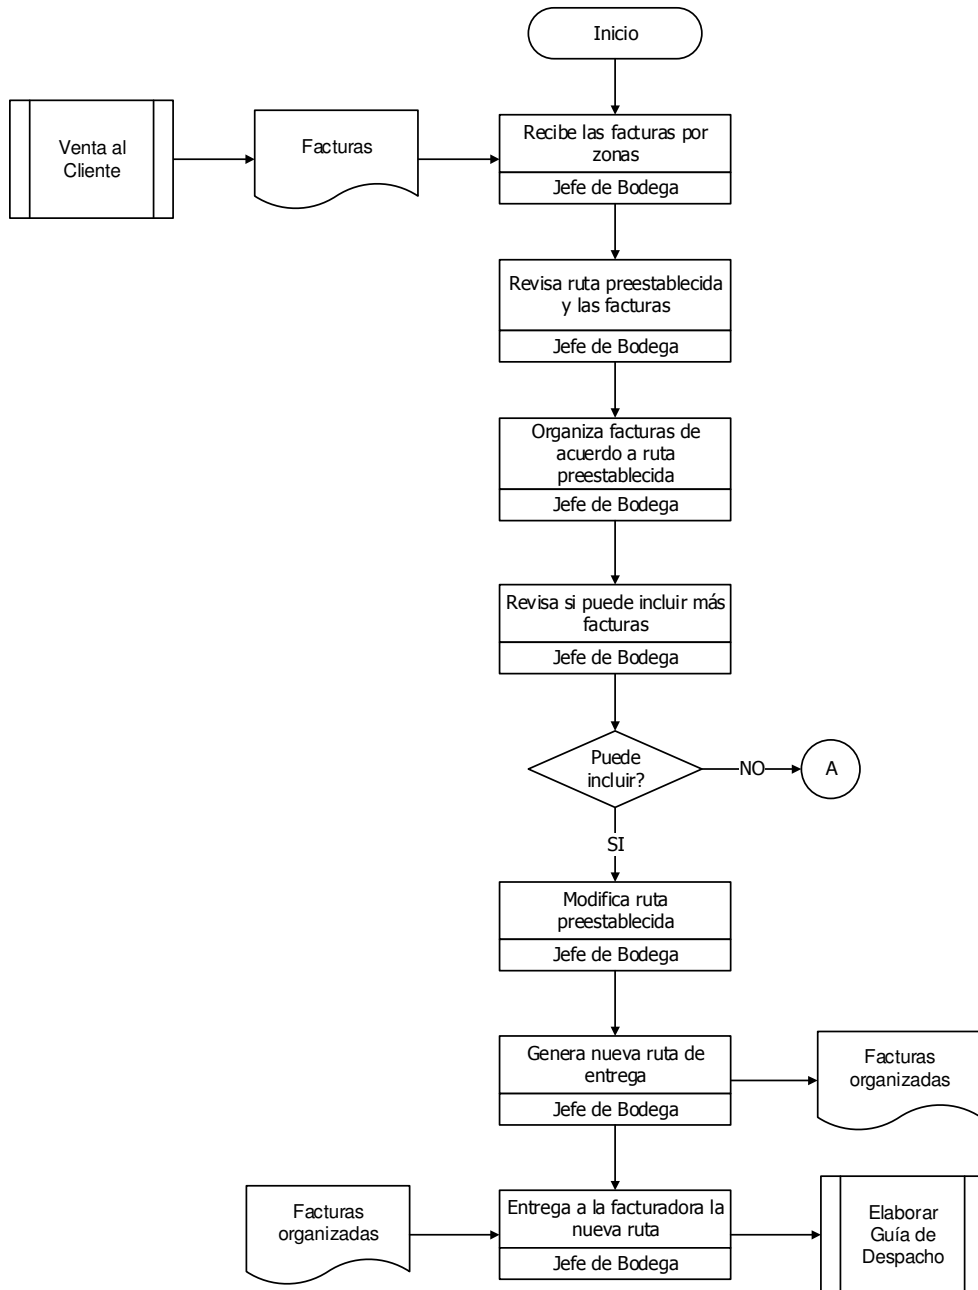 Inicio
Venta al
Cliente
Facturas
Recibe las facturas por
zonas
Jefe de Bodega
Revisa ruta preestablecida
y las facturas
Jefe de Bodega
Organiza facturas de
acuerdo a ruta
preestablecida
Jefe de Bodega
Revisa si puede incluir más
facturas
Jefe de Bodega
Puede
incluir?
NO
A
SI
Modifica ruta
preestablecida
Jefe de Bodega
Genera nueva ruta de
entrega
Jefe de Bodega
Facturas
organizadas
Facturas
organizadas
Entrega a la facturadora la
nueva ruta
Jefe de Bodega
Elaborar
Guía de
Despacho